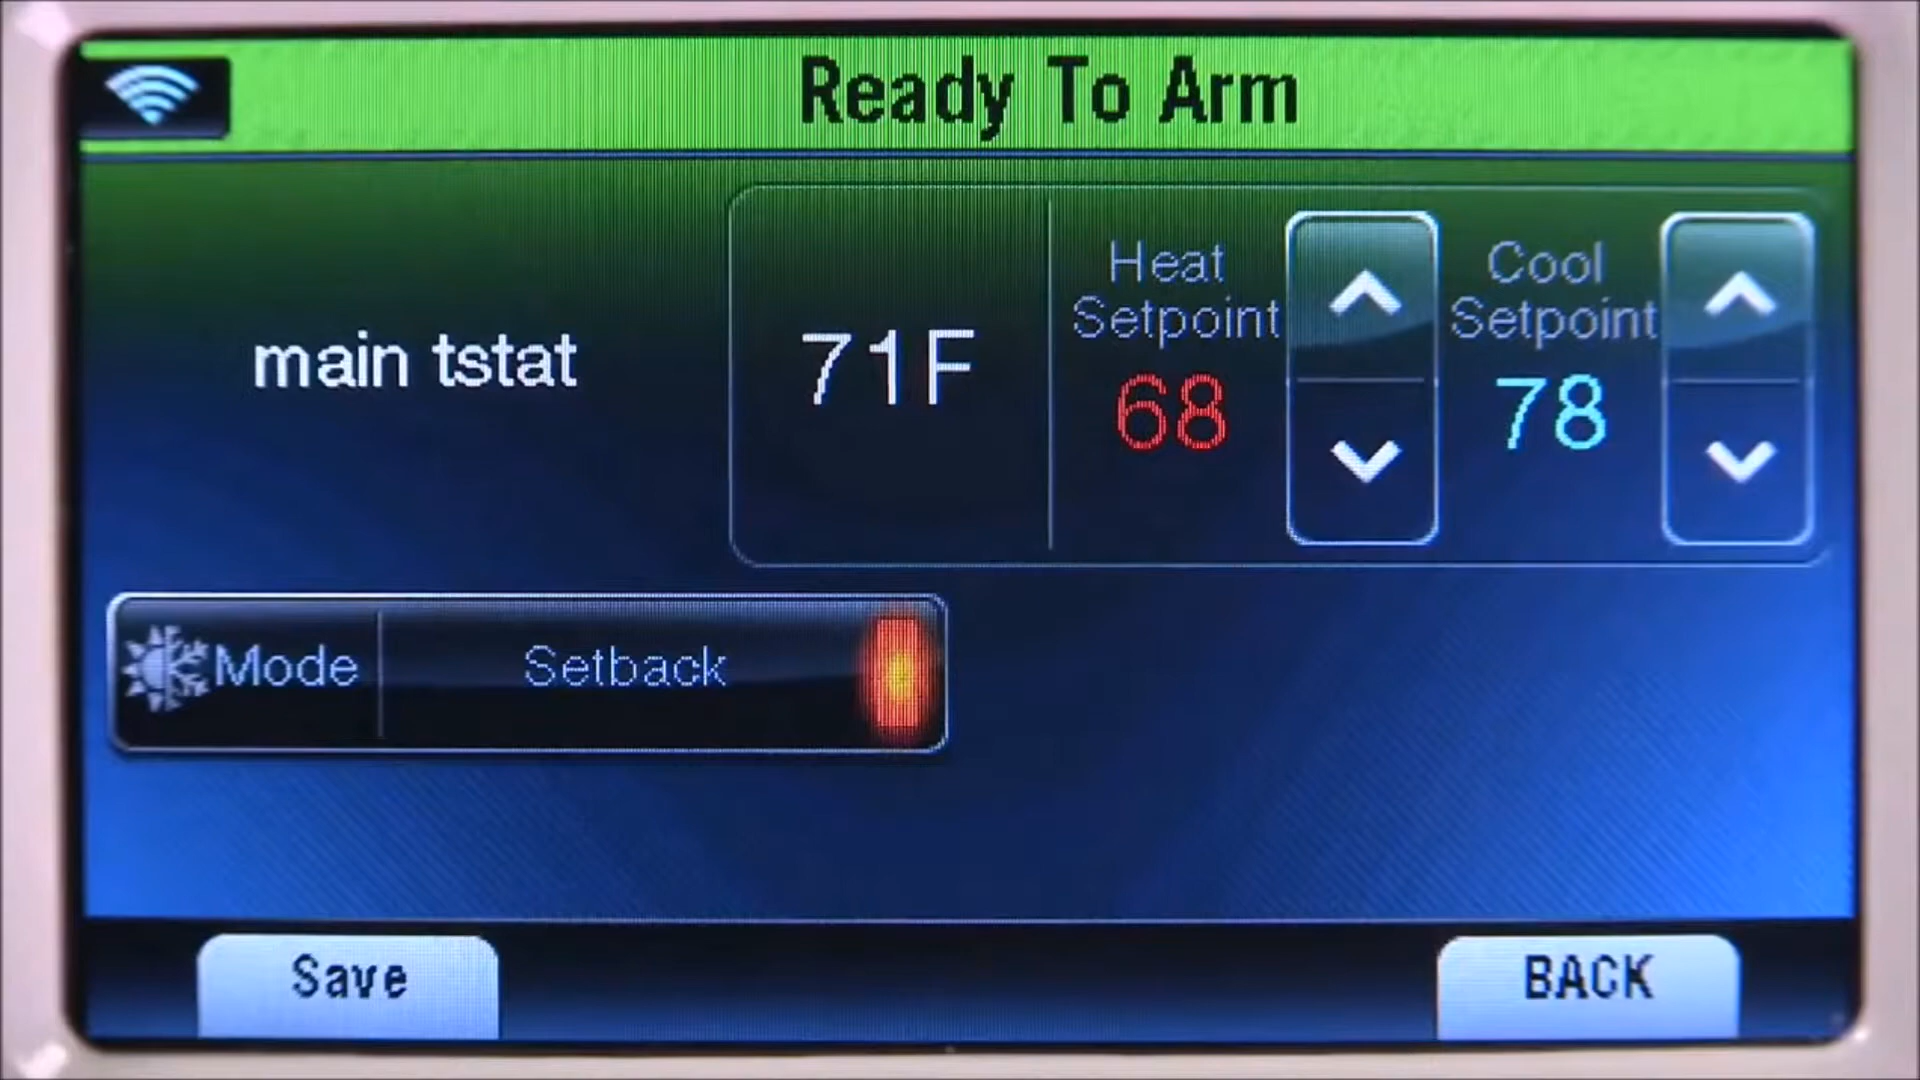 Ready To Arm
main tstat
71F
Heat
Setpoint
68
Cool
Setpoint
78
Mode
Setback
Save
BACK